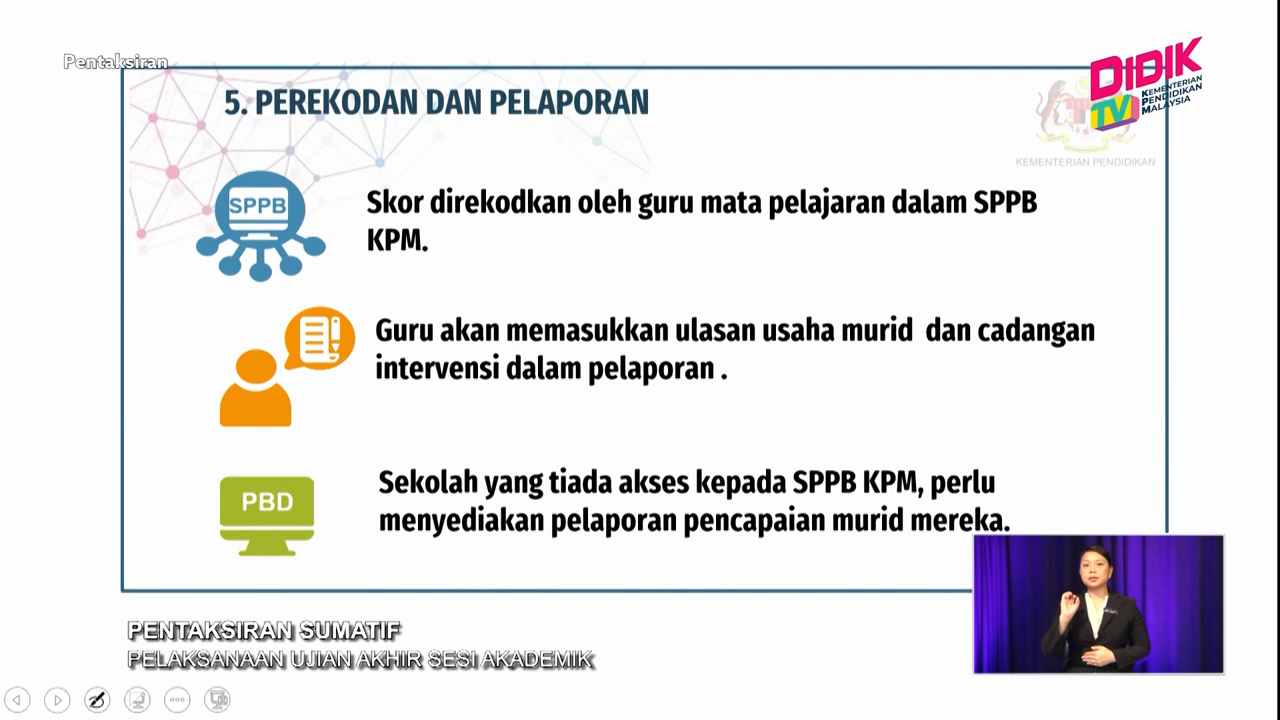 Pentaksiran
5. PEREKODAN DAN PELAPORAN
DIDIK
TV
KEMENTERIAN
PENDIDIKAN
MALAYSIA
KEMENTERIAN PENDIDIKAN
SPPB
Skor direkodkan oleh guru mata pelajaran dalam SPPB
KPM.
Guru akan memasukkan ulasan usaha murid dan cadangan
intervensi dalam pelaporan .
PBD
Sekolah yang tiada akses kepada SPPB KPM, perlu
menyediakan pelaporan pencapaian murid mereka.
PENTAKSIRAN SUMATIF
PELAKSANAAN UJIAN AKHIR SESI AKADEMIK